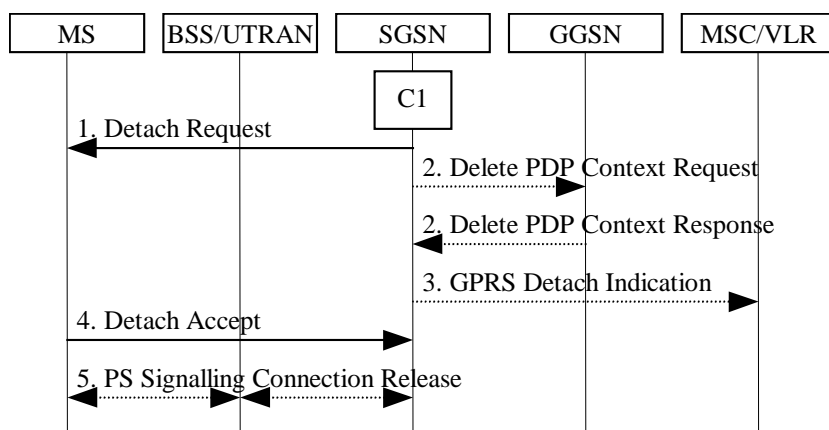 MS BSS/UTRAN SGSN GGSN MSC/VLR
C1
1. Detach Request
2. Delete PDP Context Request
2. Delete PDP Context Response
3. GPRS Detach Indication
4. Detach Accept
5. PS Signalling Connection Release